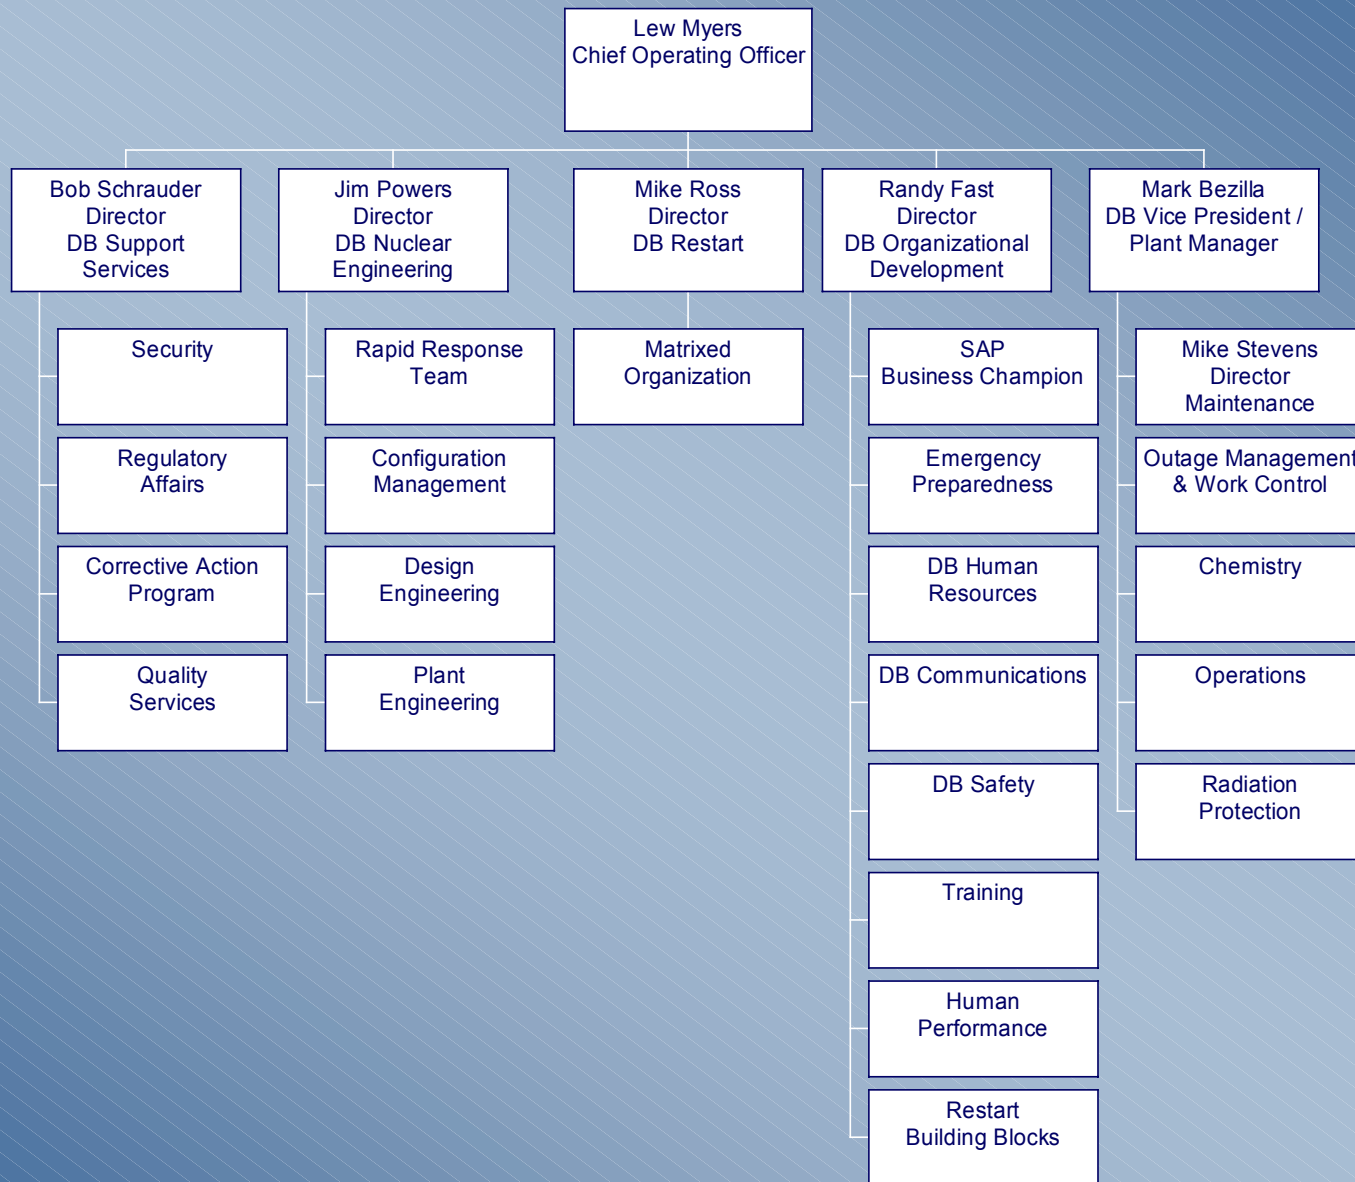 Lew Myers
Chief Operating Officer
Bob Schrauder
Director
DB Support
Services
Jim Powers
Director
DB Nuclear
Engineering
Mike Ross
Director
DB Restart
Randy Fast
Director
DB Organizational
Development
Mark Bezilla
DB Vice President /
Plant Manager
Security
Regulatory
Affairs
Corrective Action
Program
Quality
Services
Rapid Response
Team
Configuration
Management
Design
Engineering
Plant
Engineering
Matrixed
Organization
SAP
Business Champion
Emergency
Preparedness
DB Human
Resources
DB Communications
DB Safety
Training
Human
Performance
Restart
Building Blocks
Mike Stevens
Director
Maintenance
Outage Management
& Work Control
Chemistry
Operations
Radiation
Protection